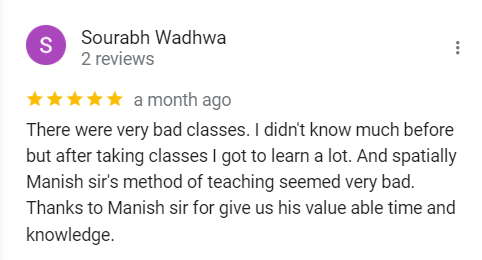 S
Sourabh Wadhwa
2 reviews
a month ago
There were very bad classes. I didn't know much before
but after taking classes I got to learn a lot. And spatially
Manish sir's method of teaching seemed very bad.
Thanks to Manish sir for give us his value able time and
knowledge.